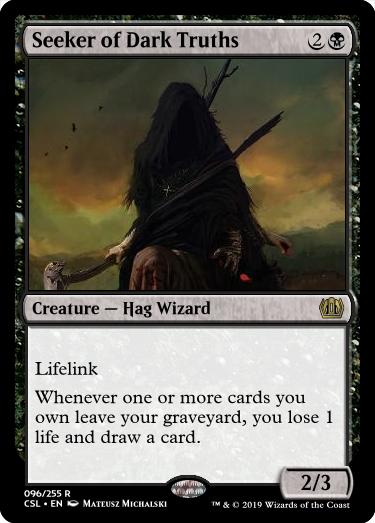 Seeker of Dark Truths 2
Creature — Hag Wizard
Lifelink
Whenever one or more cards you
own leave your graveyard, you lose 1
life and draw a card.
2/3
096/255 R
CSL • EN Mateusz Michalski
™ & © 2019 Wizards of the Coast